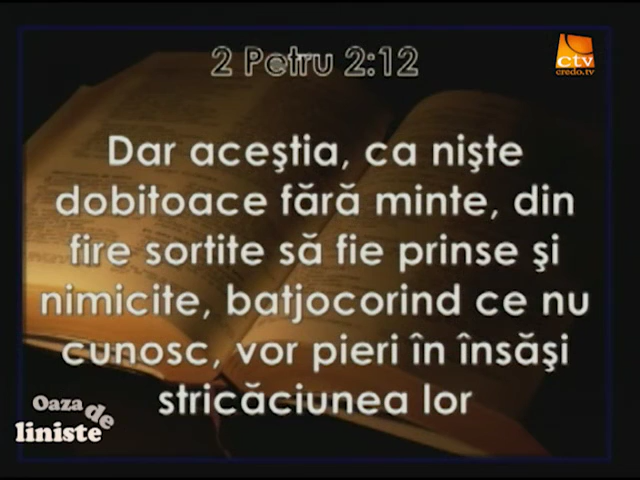 2 Petru 2:12
ctv
credo.tv
Dar aceştia, ca nişte
dobitoace fără minte, din
fire sortite să fie prinse şi
nimicite, batjocorind ce nu
cunosc, vor pieri în însăşi
stricăciunea lor
Oaza
de
liniste